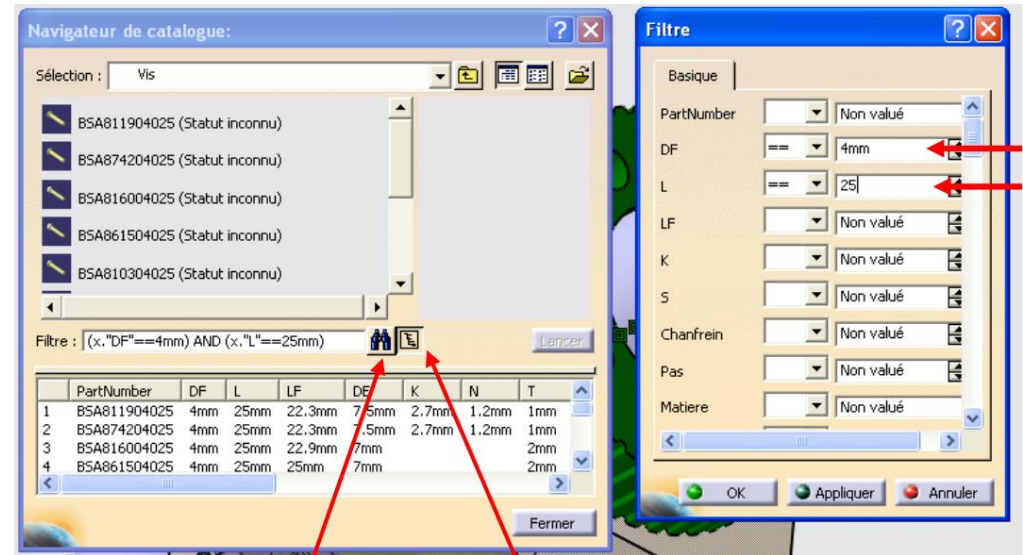 Navigateur de catalogue:
Sélection : Vis
BSA811904025 (Statut inconnu)
BSA874204025 (Statut inconnu)
BSA816004025 (Statut inconnu)
BSA861504025 (Statut inconnu)
BSA810304025 (Statut inconnu)
Filtre : (x."DF"==4mm) AND (x."L"==25mm) Lancer
PartNumber DF L LF DE K N T
1 BSA811904025 4mm 25mm 22.3mm 7.5mm 2.7mm 1.2mm 1mm
2 BSA874204025 4mm 25mm 22.3mm 7.5mm 2.7mm 1.2mm 1mm
3 BSA816004025 4mm 25mm 22.9mm 7mm 2mm
4 BSA861504025 4mm 25mm 25mm 7mm 2mm
Fermer
Filtre
Basique
PartNumber Non valué
DF == 4mm
L == 25
LF Non valué
K Non valué
S Non valué
Chanfrein Non valué
Pas Non valué
Matiere Non valué
OK Appliquer Annuler